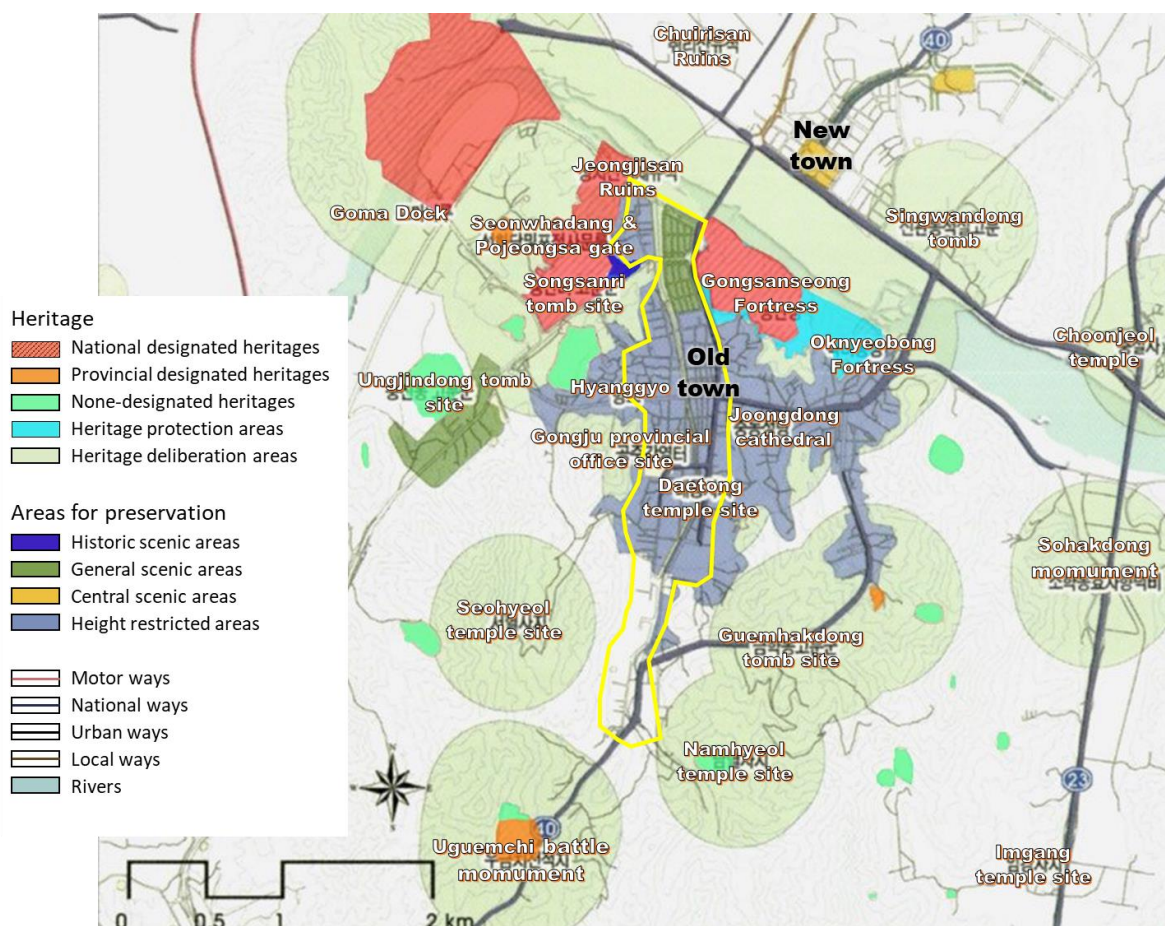 Chuirisan
Ruins
40
New
town
Jeongjisan
Ruins
Goma Dock
Seonwhadang &
Pojeongsa gate
Singwandong
tomb
Songsanri
tomb site
Gongsanseong
Fortress
Choonjeol
temple
Oknyeobong
Fortress
Old
town
Ungjindong tomb
site
Hyanggyo
Joongdong
Cathedral
Gongju provincial
office site
Daetong
temple site
Sohakdong
momument
Seohyeol
temple site
Guemhakdong
tomb site
Namhyeol
temple site
23
40
Uguemchi battle
momument
Imgang
temple site
Heritage
National designated heritages
Provincial designated heritages
None-designated heritages
Heritage protection areas
Heritage deliberation areas
Areas for preservation
Historic scenic areas
General scenic areas
Central scenic areas
Height restricted areas
Motor ways
National ways
Urban ways
Local ways
Rivers
0 0.5 1 2 km